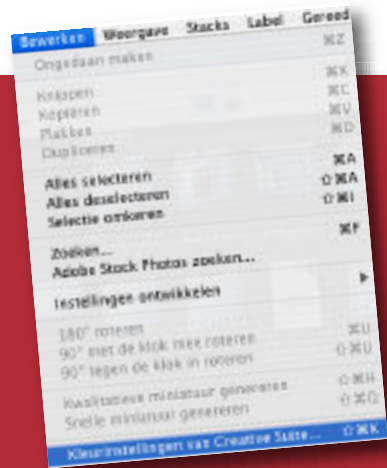 Bewerken Weergave Stacks Label Gereed
Ongedaan maken ⌘Z
Knippen ⌘X
Kopiëren ⌘C
Plakken ⌘V
Dupliceren ⌘D
Alles selecteren ⌘A
Alles deselecteren ⇧⌘A
Selectie omkeren ⇧⌘I
Zoeken... ⌘F
Adobe Stock Photos zoeken...
Instellingen ontwikkelen
180° roteren
90° met de klok mee roteren ⌘U
90° tegen de klok in roteren ⇧⌘U
Kwalitatieve miniatuur genereren ⇧⌘H
Snelle miniatuur genereren ⇧⌘Q
Kleurinstellingen van Creative Suite... ⇧⌘K